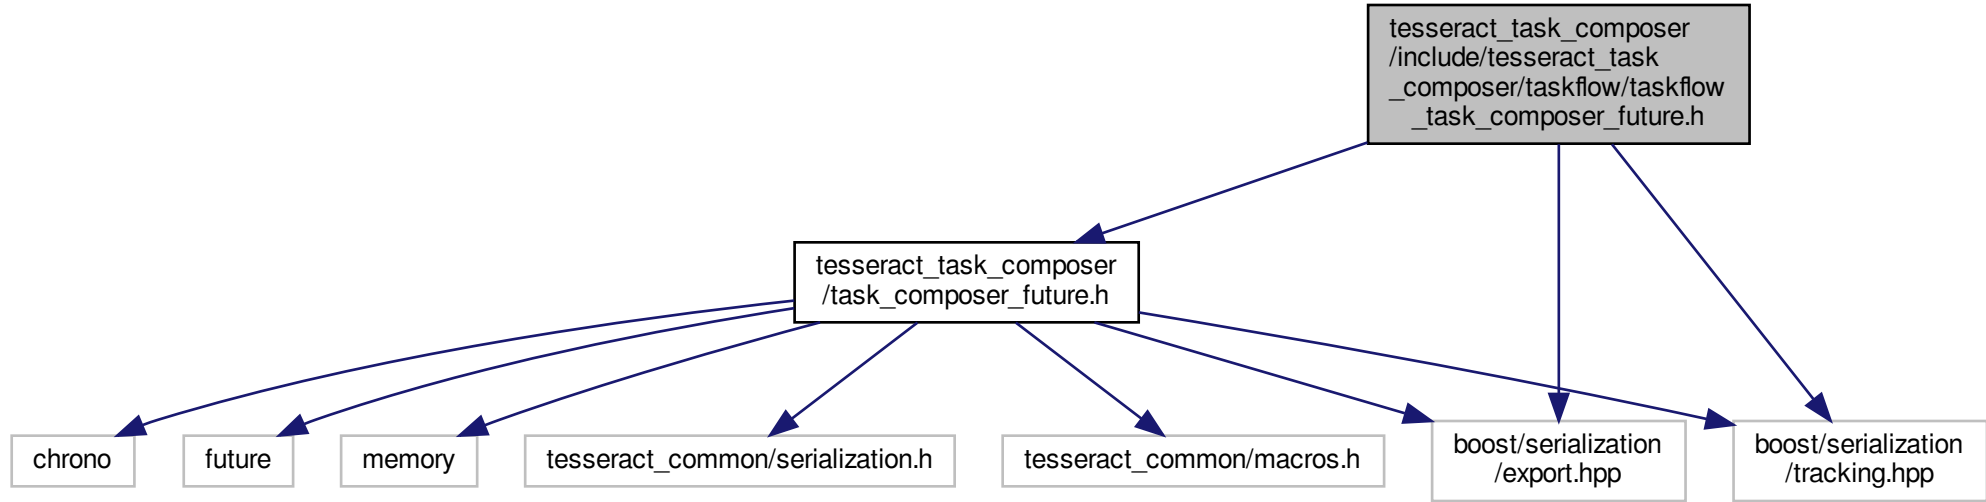 tesseract_task_composer
/include/tesseract_task
_composer/taskflow/taskflow
_task_composer_future.h
tesseract_task_composer
/task_composer_future.h
chrono
future
memory
tesseract_common/serialization.h
tesseract_common/macros.h
boost/serialization
/export.hpp
boost/serialization
/tracking.hpp